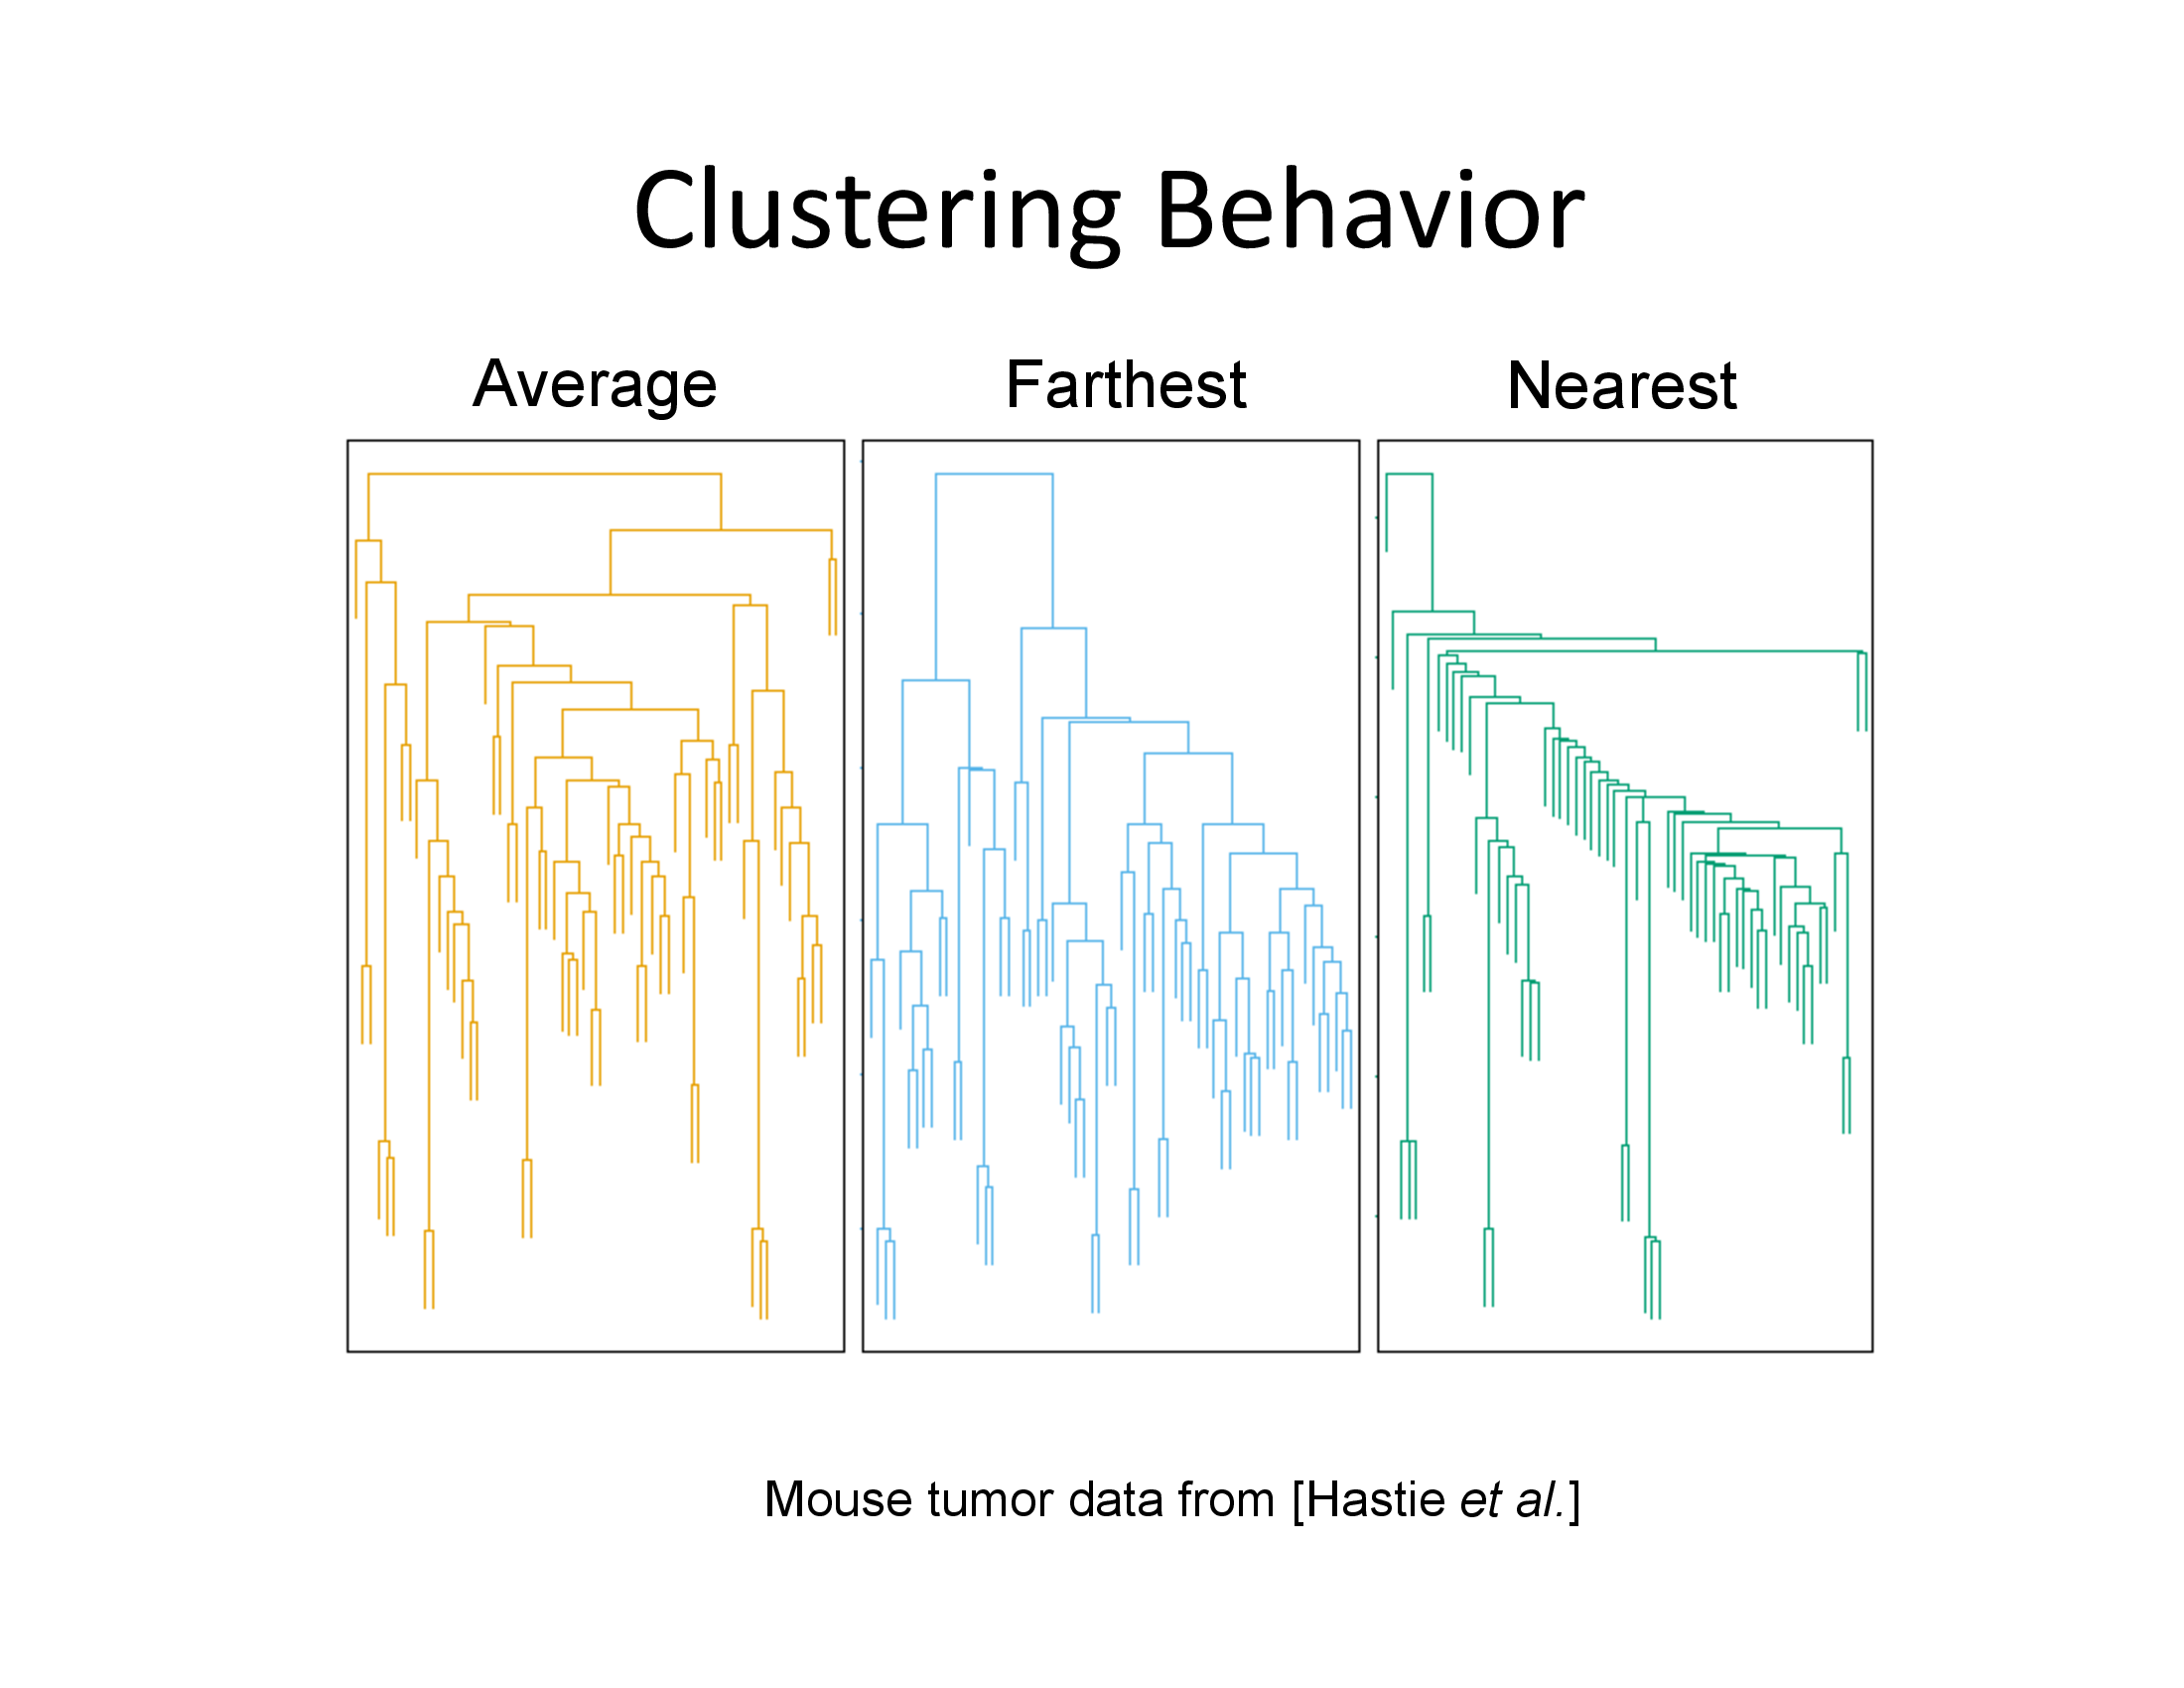 Clustering Behavior
Average Farthest Nearest
Mouse tumor data from [Hastie et al.]